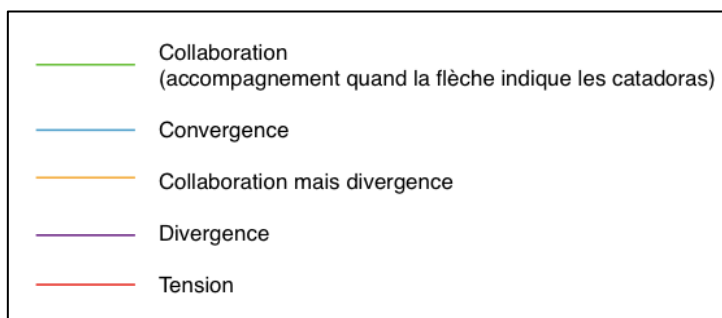 Collaboration
(accompagnement quand la flèche indique les catadoras)
Convergence
Collaboration mais divergence
Divergence
Tension